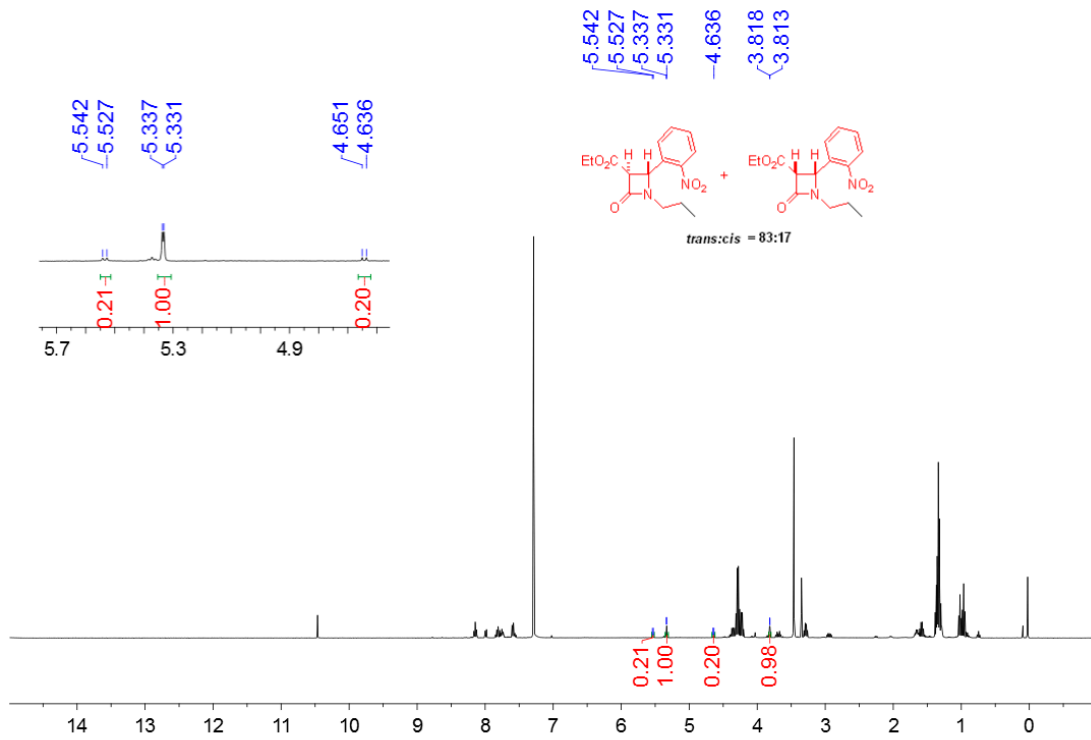 5.542
5.527
5.337
5.331
4.636
3.818
3.813
5.542
5.527
5.337
5.331
4.651
4.636
EtO₂C
H
H
NO₂
N
O
+
EtO₂C
H
H
NO₂
N
O
trans:cis = 83:17
0.21
1.00
0.20
5.7
5.3
4.9
0.21
1.00
0.20
0.98
14 13 12 11 10 9 8 7 6 5 4 3 2 1 0